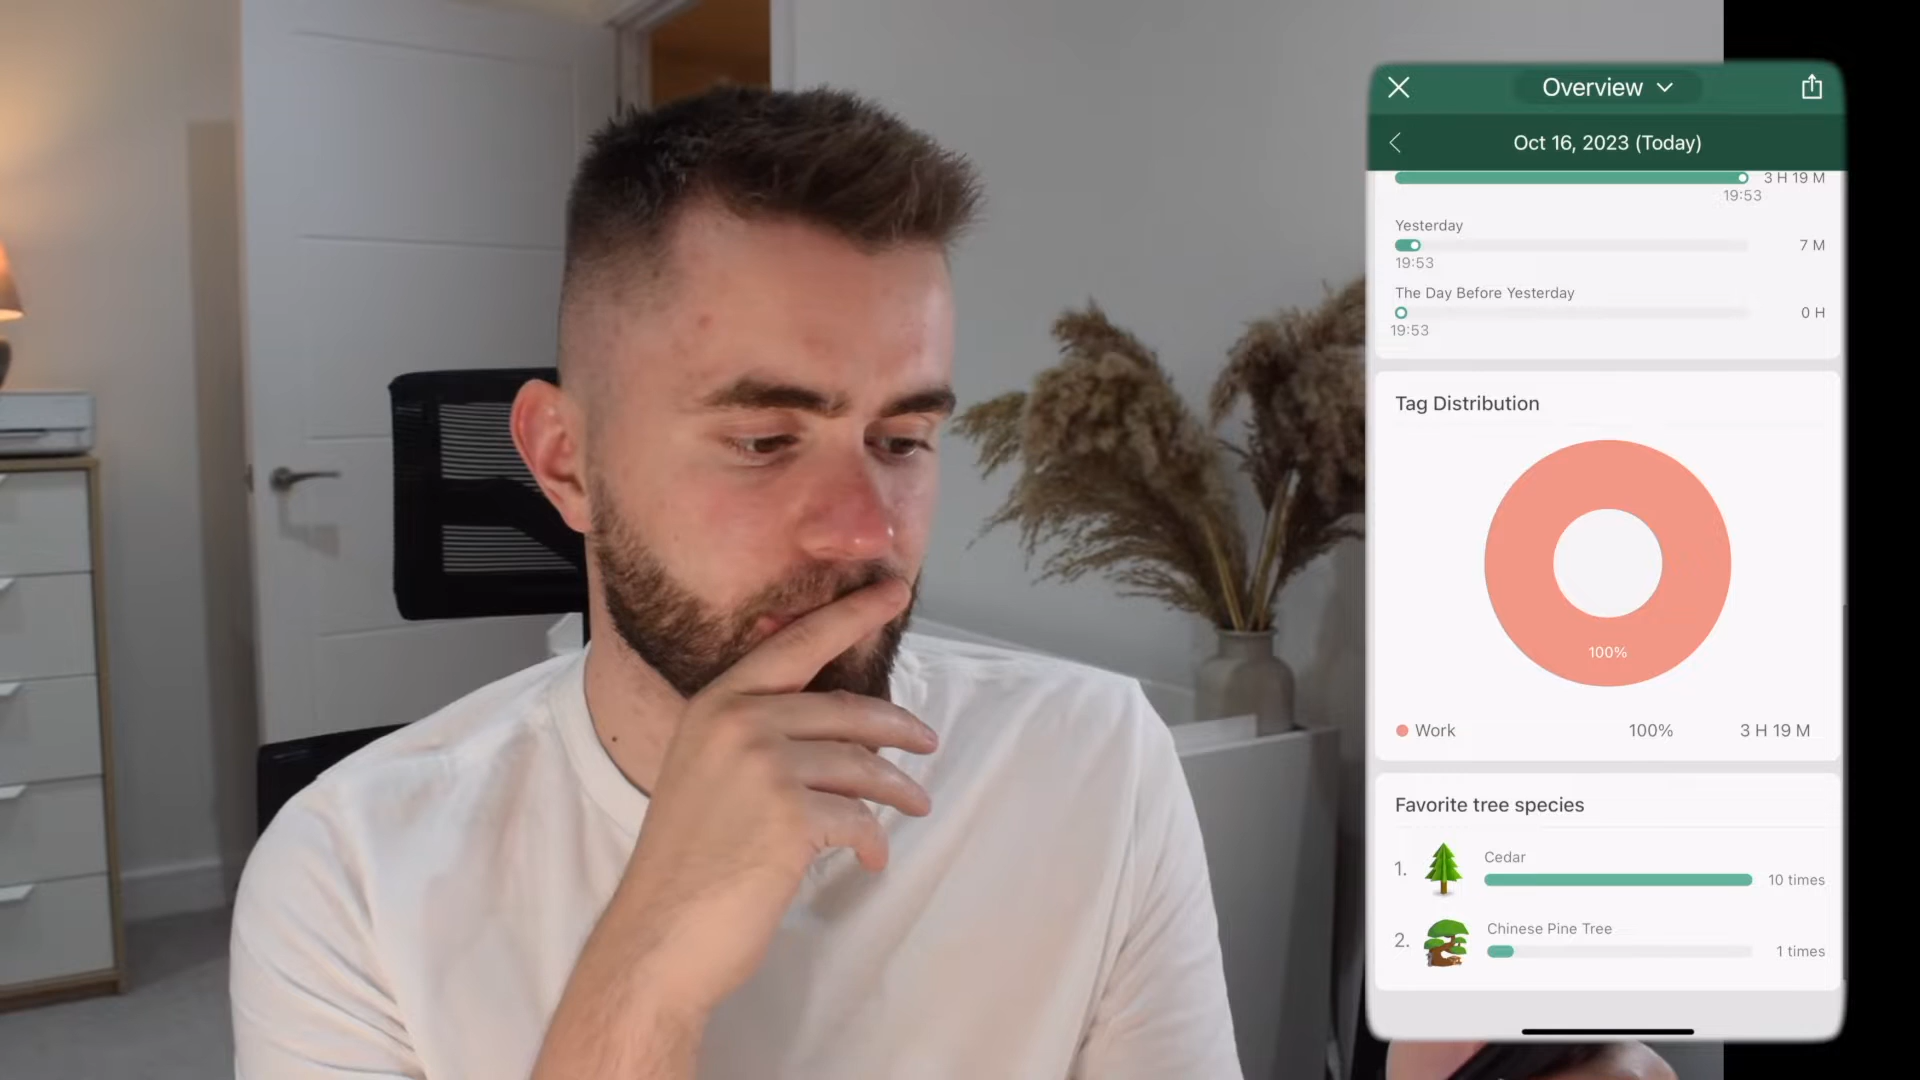 Overview
Oct 16, 2023 (Today)
3 H 19 M
19:53
Yesterday
7 M
19:53
The Day Before Yesterday
0 H
19:53
Tag Distribution
100%
Work 100% 3 H 19 M
Favorite tree species
1. Cedar 10 times
2. Chinese Pine Tree 1 times